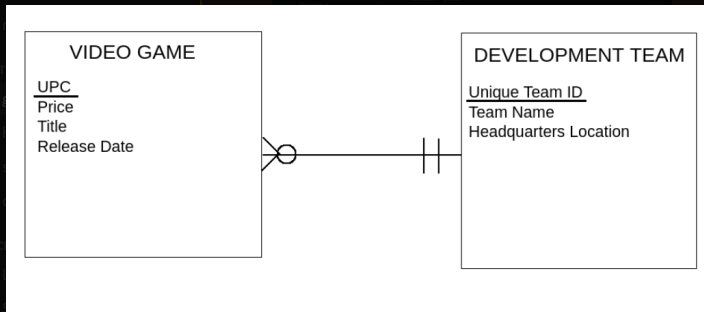 VIDEO GAME
UPC
Price
Title
Release Date
DEVELOPMENT TEAM
Unique Team ID
Team Name
Headquarters Location